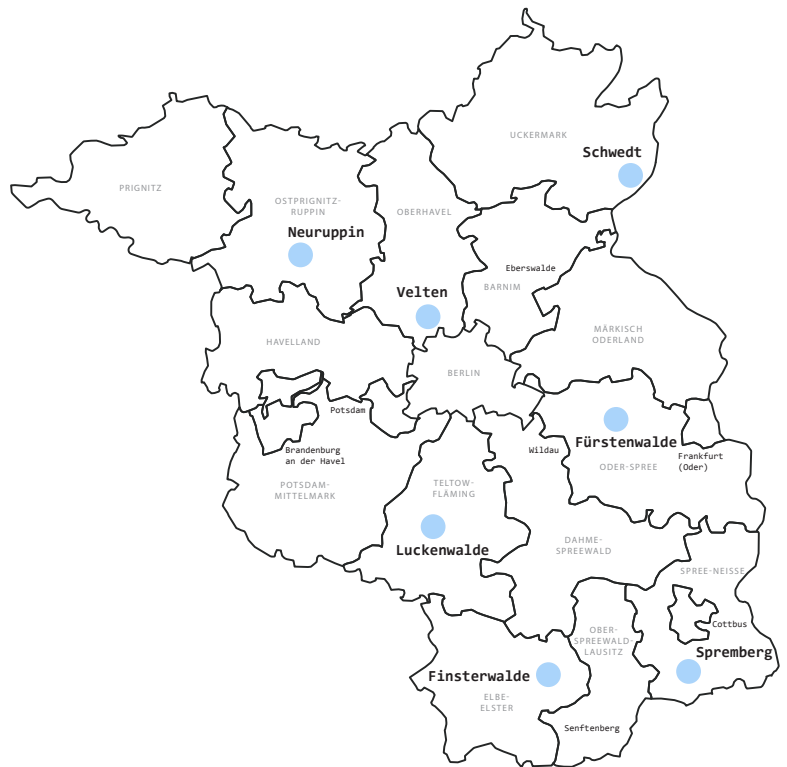 UCKERMARK
Schwedt
PRIGNITZ
OSTPRIGNITZ-
RUPPIN
OBERHAVEL
Neuruppin
Eberswalde
BARNIM
Velten
MÄRKISCH
ODERLAND
HAVELLAND
BERLIN
Potsdam
Fürstenwalde
Brandenburg
an der Havel
Wildau
Frankfurt
(Oder)
ODER-SPREE
POTSDAM-
MITTELMARK
TELTOW-
FLÄMING
Luckenwalde
DAHME-
SPREEWALD
SPREE-NEISSE
Cottbus
OBER-
SPREEWALD-
LAUSITZ
Spremberg
Finsterwalde
ELBE-
ELSTER
Senftenberg